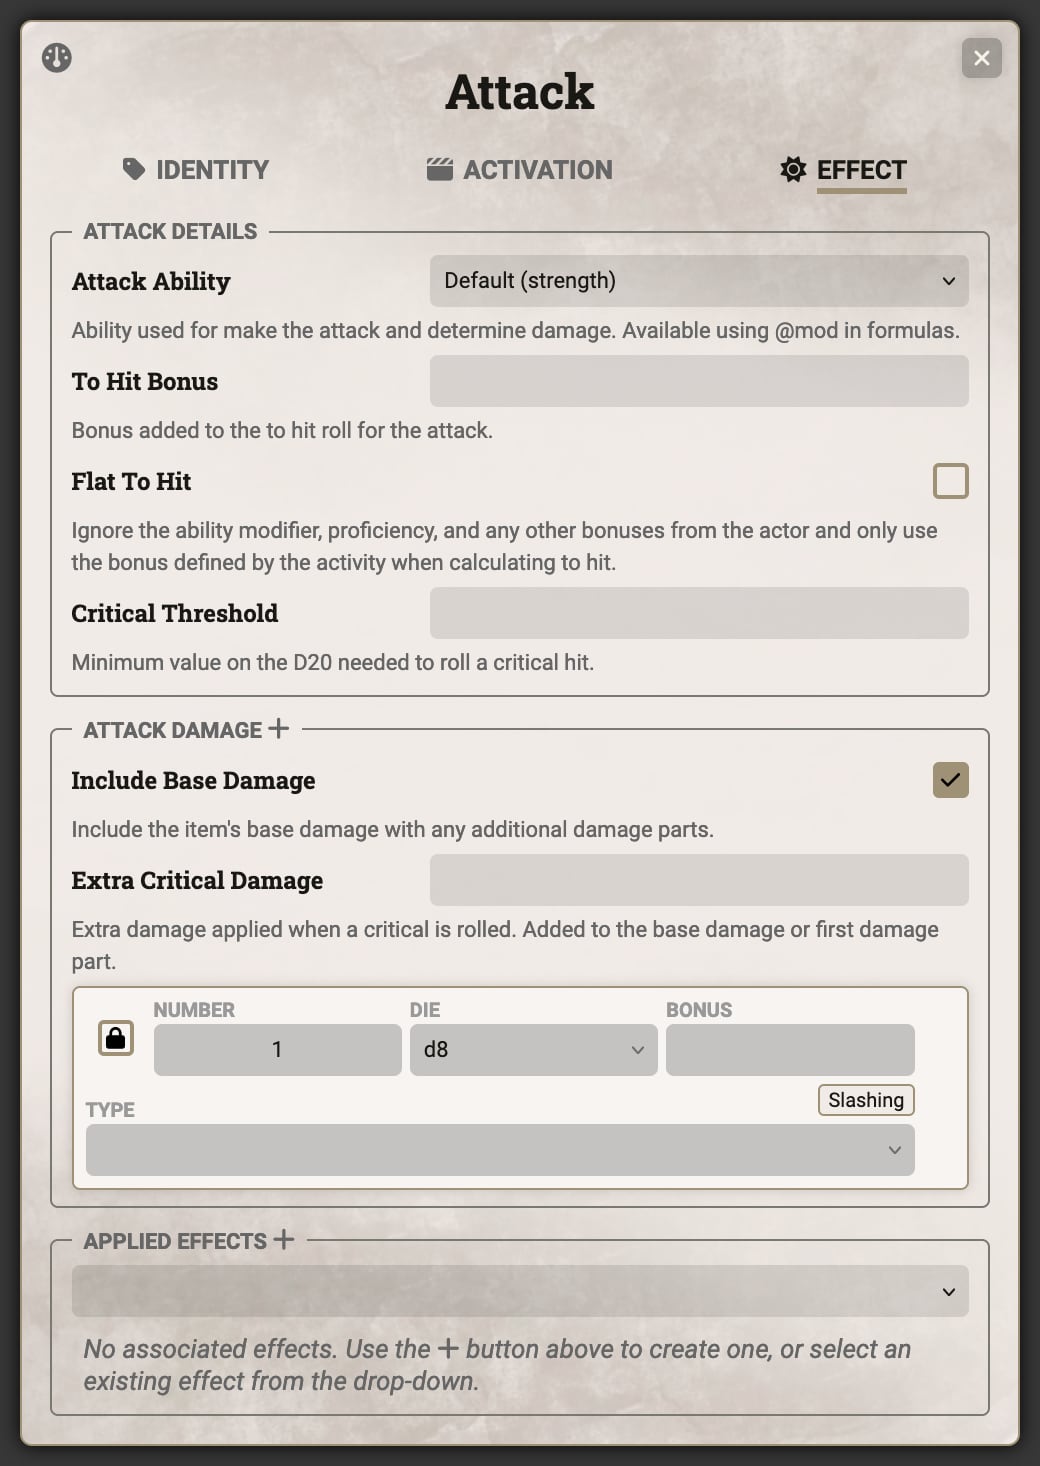 Attack
IDENTITY
ACTIVATION
EFFECT
ATTACK DETAILS
Attack Ability
Default (strength)
Ability used for make the attack and determine damage. Available using @mod in formulas.
To Hit Bonus
Bonus added to the to hit roll for the attack.
Flat To Hit
Ignore the ability modifier, proficiency, and any other bonuses from the actor and only use
the bonus defined by the activity when calculating to hit.
Critical Threshold
Minimum value on the D20 needed to roll a critical hit.
ATTACK DAMAGE +
Include Base Damage
Include the item's base damage with any additional damage parts.
Extra Critical Damage
Extra damage applied when a critical is rolled. Added to the base damage or first damage
part.
NUMBER
DIE
BONUS
1
d8
TYPE
Slashing
APPLIED EFFECTS +
No associated effects. Use the + button above to create one, or select an
existing effect from the drop-down.